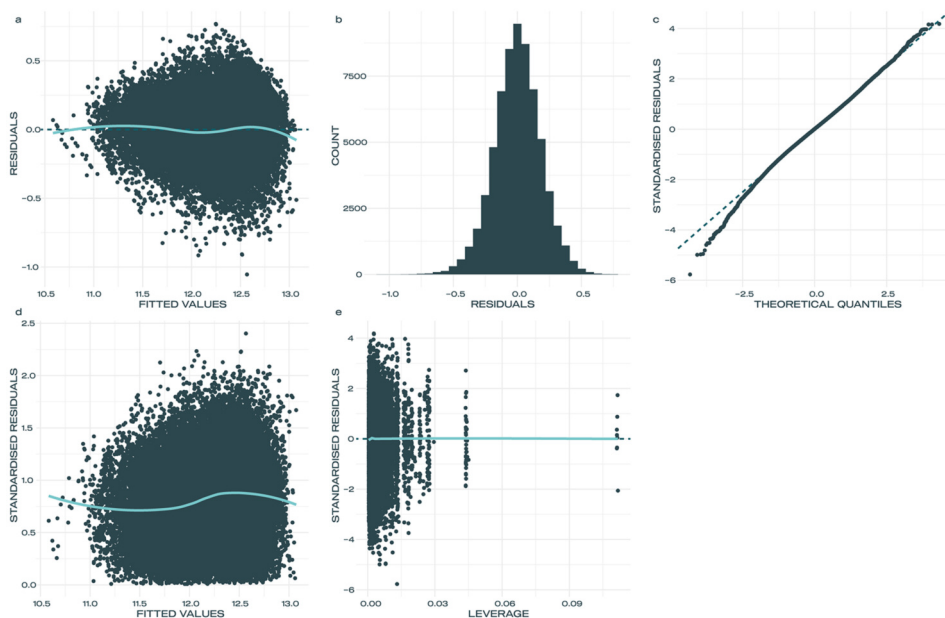 a
0.5
0.0
-0.5
-1.0
RESIDUALS
10.5 11.0 11.5 12.0 12.5 13.0
FITTED VALUES
b
7500
5000
2500
0
COUNT
-1.0 -0.5 0.0 0.5
RESIDUALS
c
4
2
0
-2
-4
-6
STANDARDISED RESIDUALS
-2.5 0.0 2.5
THEORETICAL QUANTILES
d
2.5
2.0
1.5
1.0
0.5
0.0
STANDARDISED RESIDUALS
10.5 11.0 11.5 12.0 12.5 13.0
FITTED VALUES
e
4
2
0
-2
-4
-6
STANDARDISED RESIDUALS
0.00 0.03 0.06 0.09
LEVERAGE